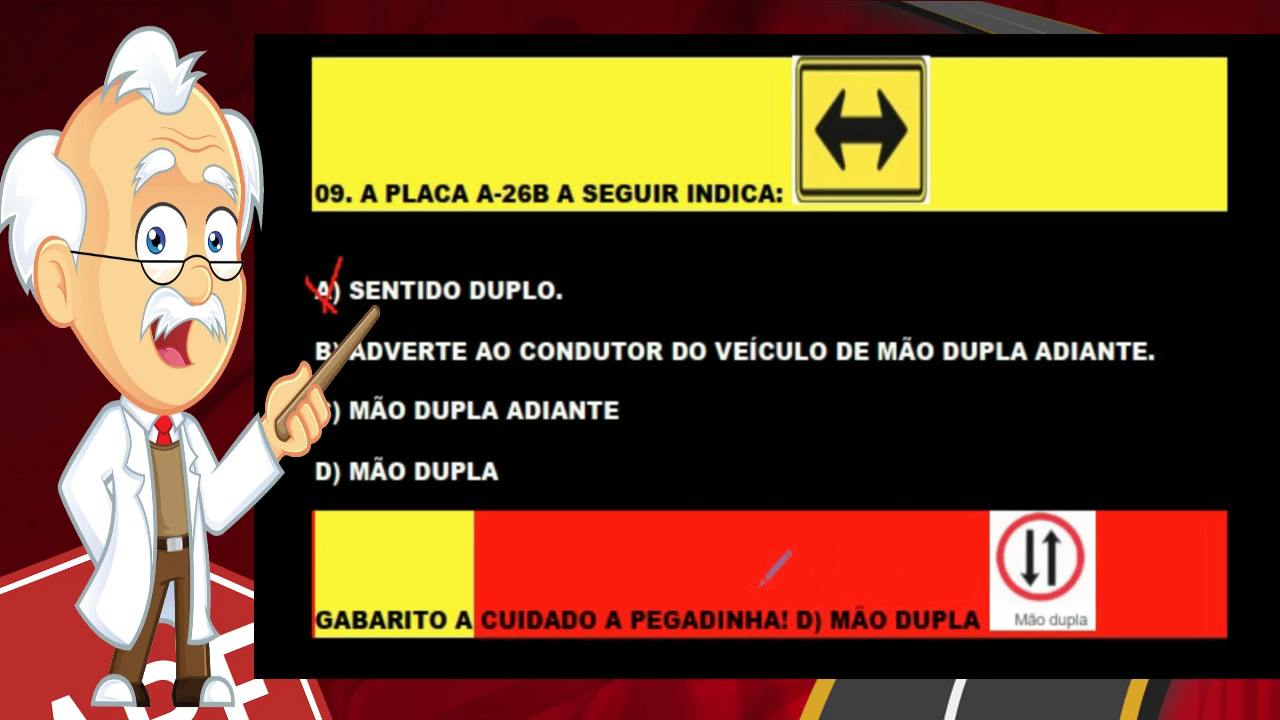 09. A PLACA A-26B A SEGUIR INDICA:
A) SENTIDO DUPLO.
B) ADVERTE AO CONDUTOR DO VEÍCULO DE MÃO DUPLA ADIANTE.
) MÃO DUPLA ADIANTE
D) MÃO DUPLA
GABARITO A CUIDADO A PEGADINHA! D) MÃO DUPLA
Mão dupla